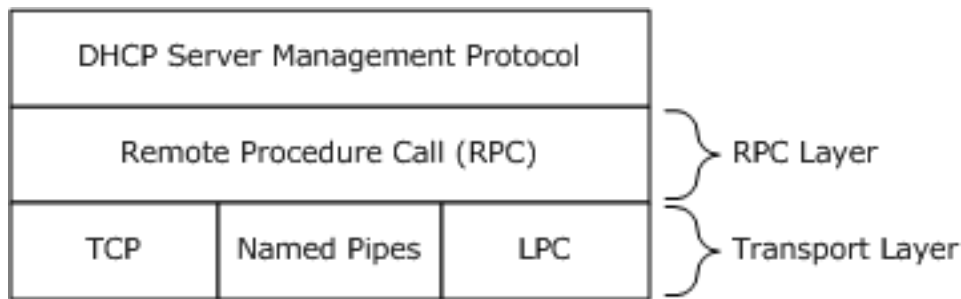 DHCP Server Management Protocol
Remote Procedure Call (RPC)
RPC Layer
TCP
Named Pipes
LPC
Transport Layer